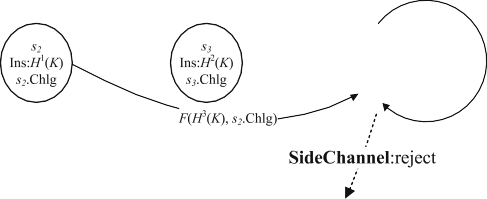 s₂
Ins:H¹(K)
s₂.Chlg
s₃
Ins:H²(K)
s₃.Chlg
F(H³(K), s₂.Chlg)
SideChannel:reject